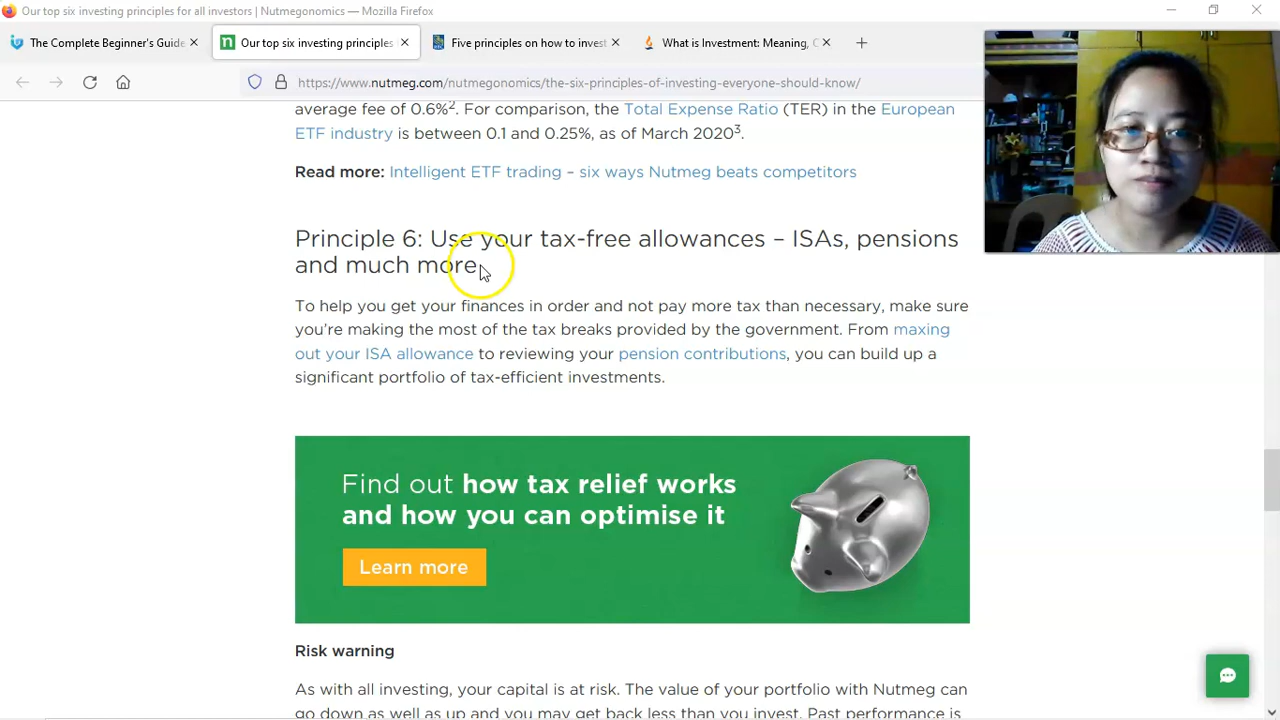 Our top six investing principles for all investors | Nutmegonomics — Mozilla Firefox
The Complete Beginner's Guide
Our top six investing principles
Five principles on how to invest
What is Investment: Meaning, C
https://www.nutmeg.com/nutmegonomics/the-six-principles-of-investing-everyone-should-know/
average fee of 0.6%². For comparison, the Total Expense Ratio (TER) in the European
ETF industry is between 0.1 and 0.25%, as of March 2020³.
Read more: Intelligent ETF trading – six ways Nutmeg beats competitors
Principle 6: Use your tax-free allowances – ISAs, pensions
and much more
To help you get your finances in order and not pay more tax than necessary, make sure
you're making the most of the tax breaks provided by the government. From maxing
out your ISA allowance to reviewing your pension contributions, you can build up a
significant portfolio of tax-efficient investments.
Find out how tax relief works
and how you can optimise it
Learn more
Risk warning
As with all investing, your capital is at risk. The value of your portfolio with Nutmeg can
go down as well as up and you may get back less than you invest. Past performance is